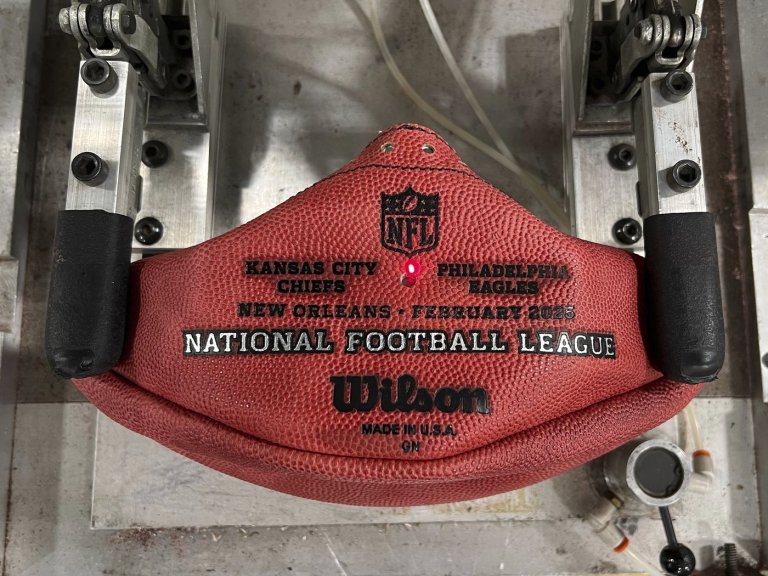 NFL
KANSAS CITY PHILADELPHIA
CHIEFS EAGLES
NEW ORLEANS • FEBRUARY 2025
NATIONAL FOOTBALL LEAGUE
Wilson
MADE IN U.S.A.
GN